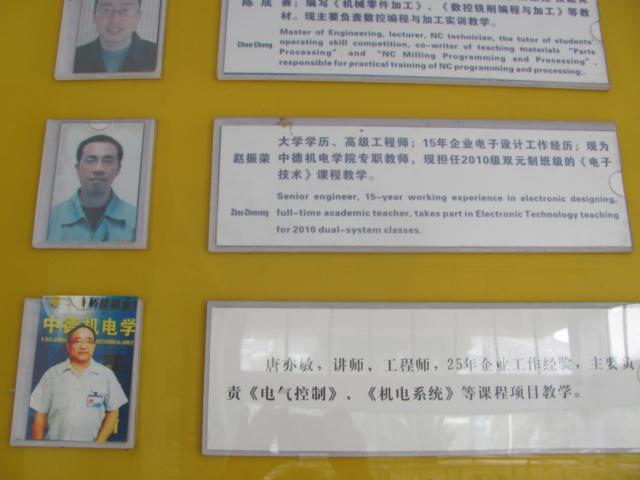 陈 成 赛；编写《机械零件加工》、《数控铣削编程与加工》等教
材。现主要负责数控编程与加工实训教学。
Chen Cheng
Master of Engineering, lecturer, NC technician, the tutor of students'
operating skill competition, co-writer of teaching materials "Parts
Processing" and "NC Milling Programming and Processing"
responsible for practical training of NC programming and processing;.
大学学历、高级工程师；15年企业电子设计工作经历；现为
赵振荣 中德机电学院专职教师，现担任2010级双元制班级的《电子
技术》课程教学。
Senior engineer, 15-year working experience in electronic designing,
Zhao Zhenrong full-time academic teacher, takes part in Electronic Technology teaching
for 2010 dual-system classes.
中德机电学
唐亦敏，讲师、工程师，25年企业工作经验，主要负
责《电气控制》、《机电系统》等课程项目教学。